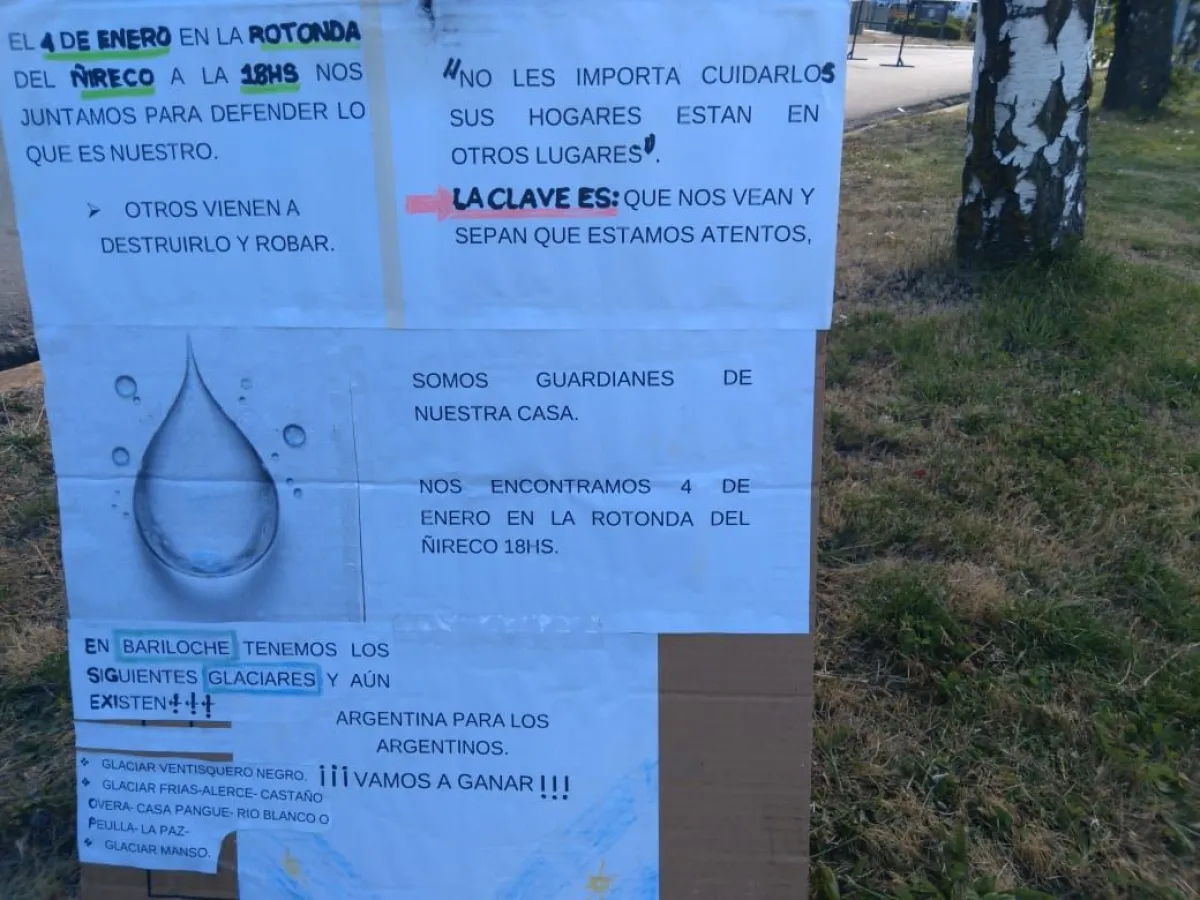 EL 4 DE ENERO EN LA ROTONDA
DEL ÑIRECO A LA 18HS NOS
JUNTAMOS PARA DEFENDER LO
QUE ES NUESTRO.
➢ OTROS VIENEN A
DESTRUIRLO Y ROBAR.
"NO LES IMPORTA CUIDARLOS
SUS HOGARES ESTAN EN
OTROS LUGARES".
LA CLAVE ES: QUE NOS VEAN Y
SEPAN QUE ESTAMOS ATENTOS,
SOMOS GUARDIANES DE
NUESTRA CASA.
NOS ENCONTRAMOS 4 DE
ENERO EN LA ROTONDA DEL
ÑIRECO 18HS.
EN BARILOCHE TENEMOS LOS
SIGUIENTES GLACIARES Y AÚN
EXISTEN!!!
❖ GLACIAR VENTISQUERO NEGRO.
❖ GLACIAR FRIAS-ALERCE- CASTAÑO
OVERA- CASA PANGUE- RIO BLANCO O
PEULLA- LA PAZ-
❖ GLACIAR MANSO.
ARGENTINA PARA LOS
ARGENTINOS.
¡¡¡VAMOS A GANAR!!!